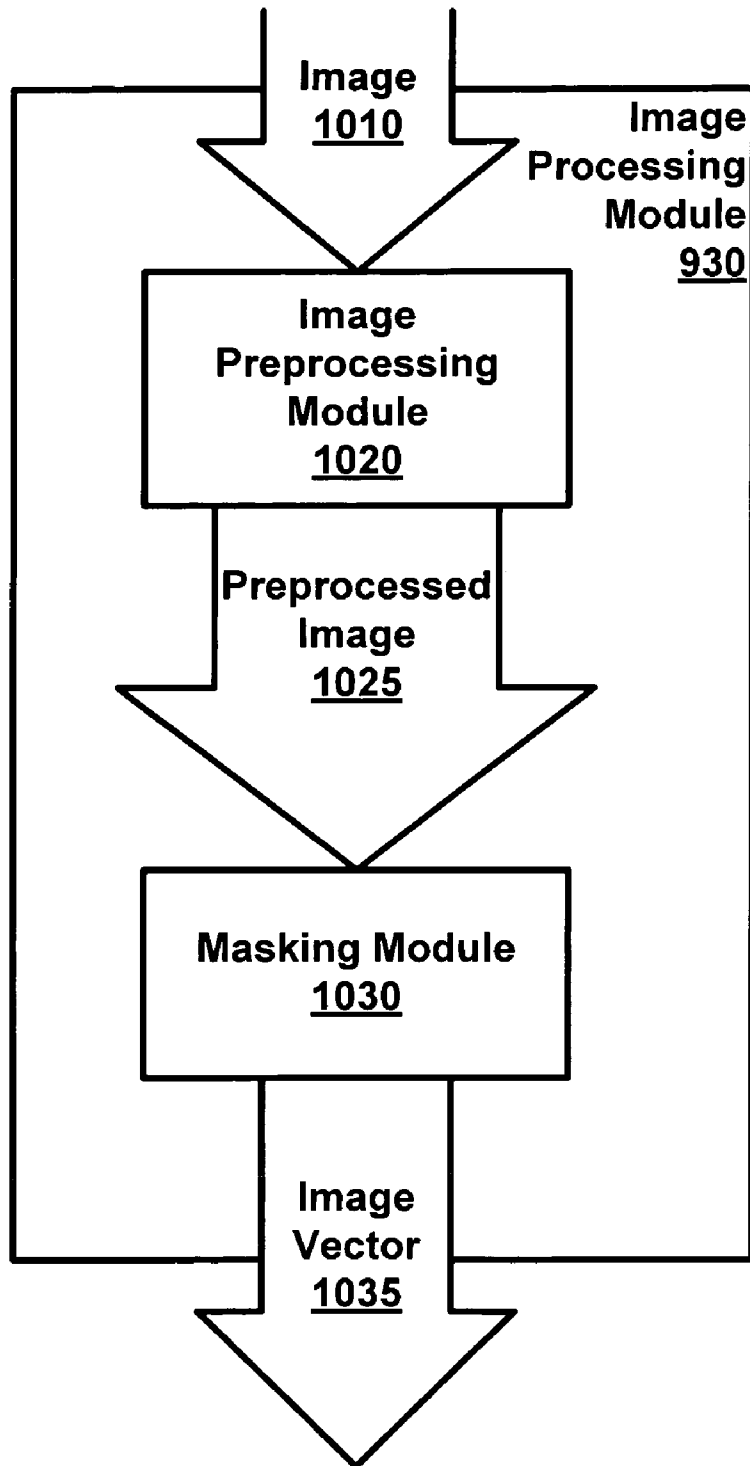 Image
1010
Image
Processing
Module
930
Image
Preprocessing
Module
1020
Preprocessed
Image
1025
Masking Module
1030
Image
Vector
1035